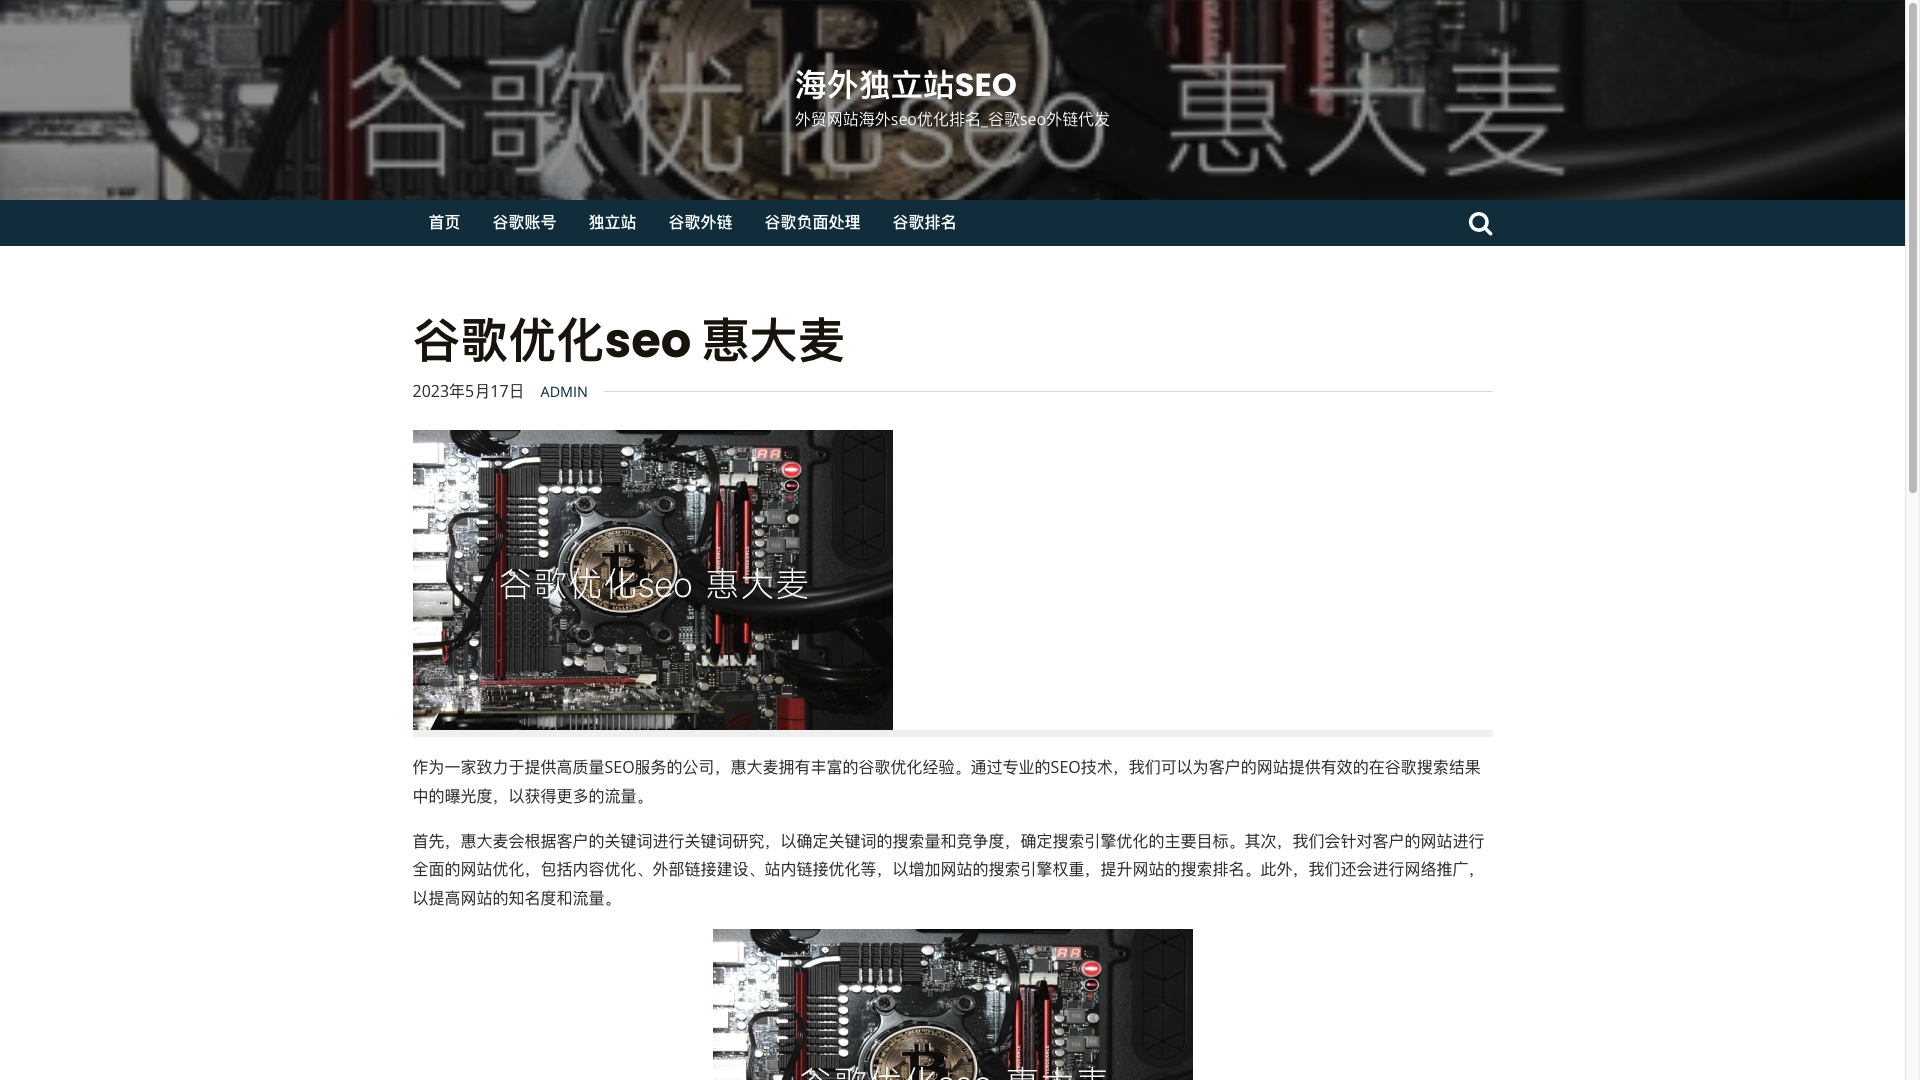 谷歌优化seo 惠大麦
海外独立站SEO
外贸网站海外seo优化排名_谷歌seo外链代发
首页 谷歌账号 独立站 谷歌外链 谷歌负面处理 谷歌排名
谷歌优化seo 惠大麦
2023年5月17日 ADMIN
谷歌优化seo 惠大麦
作为一家致力于提供高质量SEO服务的公司，惠大麦拥有丰富的谷歌优化经验。通过专业的SEO技术，我们可以为客户的网站提供有效的在谷歌搜索结果
中的曝光度，以获得更多的流量。
首先，惠大麦会根据客户的关键词进行关键词研究，以确定关键词的搜索量和竞争度，确定搜索引擎优化的主要目标。其次，我们会针对客户的网站进行
全面的网站优化，包括内容优化、外部链接建设、站内链接优化等，以增加网站的搜索引擎权重，提升网站的搜索排名。此外，我们还会进行网络推广，
以提高网站的知名度和流量。
谷歌优化seo 惠大麦